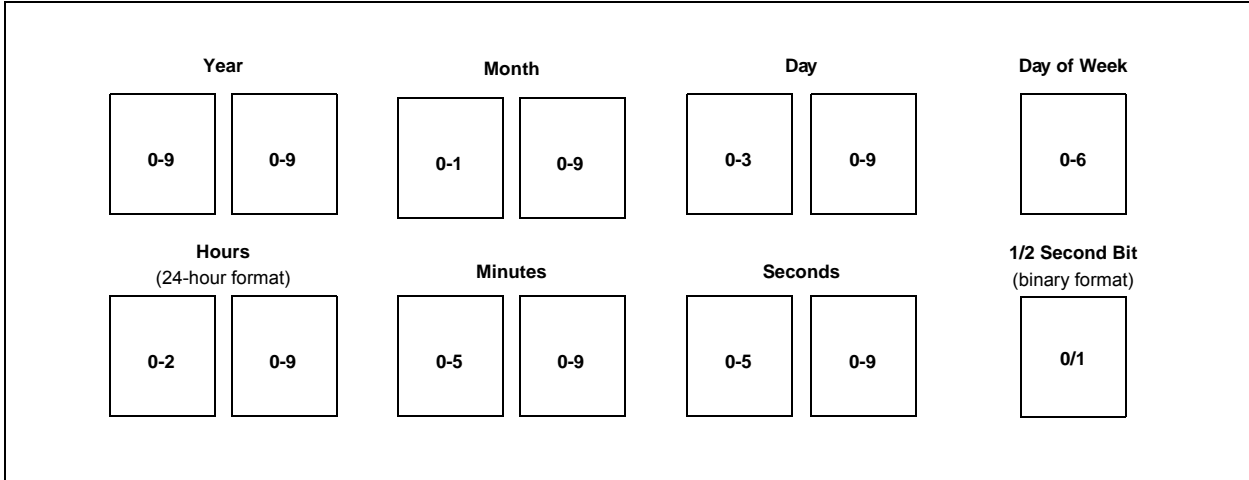 Year Month Day Day of Week
0-9 0-9 0-1 0-9 0-3 0-9 0-6
Hours
(24-hour format)
Minutes
Seconds
1/2 Second Bit
(binary format)
0-2 0-9 0-5 0-9 0-5 0-9 0/1